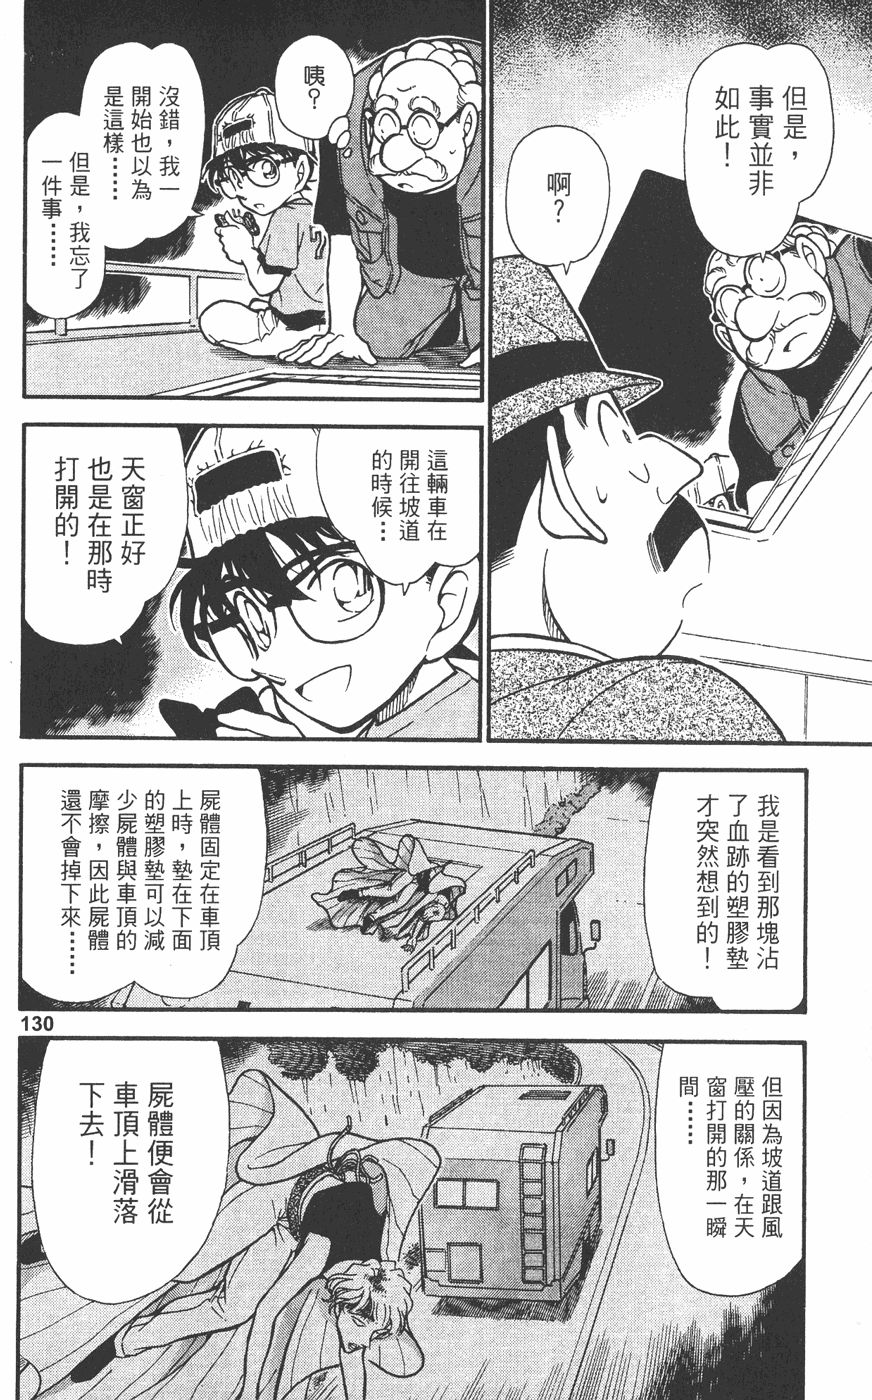 但是，
事實並非
如此！
啊？
咦？
沒錯，我一
開始也以為
是這樣……
但是，我忘了
一件事……
這輛車在
開往坡道
的時候…
天窗正好
也是在那時
打開的！
我是看到那塊沾
了血跡的塑膠墊
才突然想到的！
屍體固定在車頂
上時，墊在下面
的塑膠墊可以減
少屍體與車頂的
摩擦，因此屍體
還不會掉下來……
130
但因為坡道跟風
壓的關係，在天
窗打開的那一瞬
間……
屍體便會從
車頂上滑落
下去！